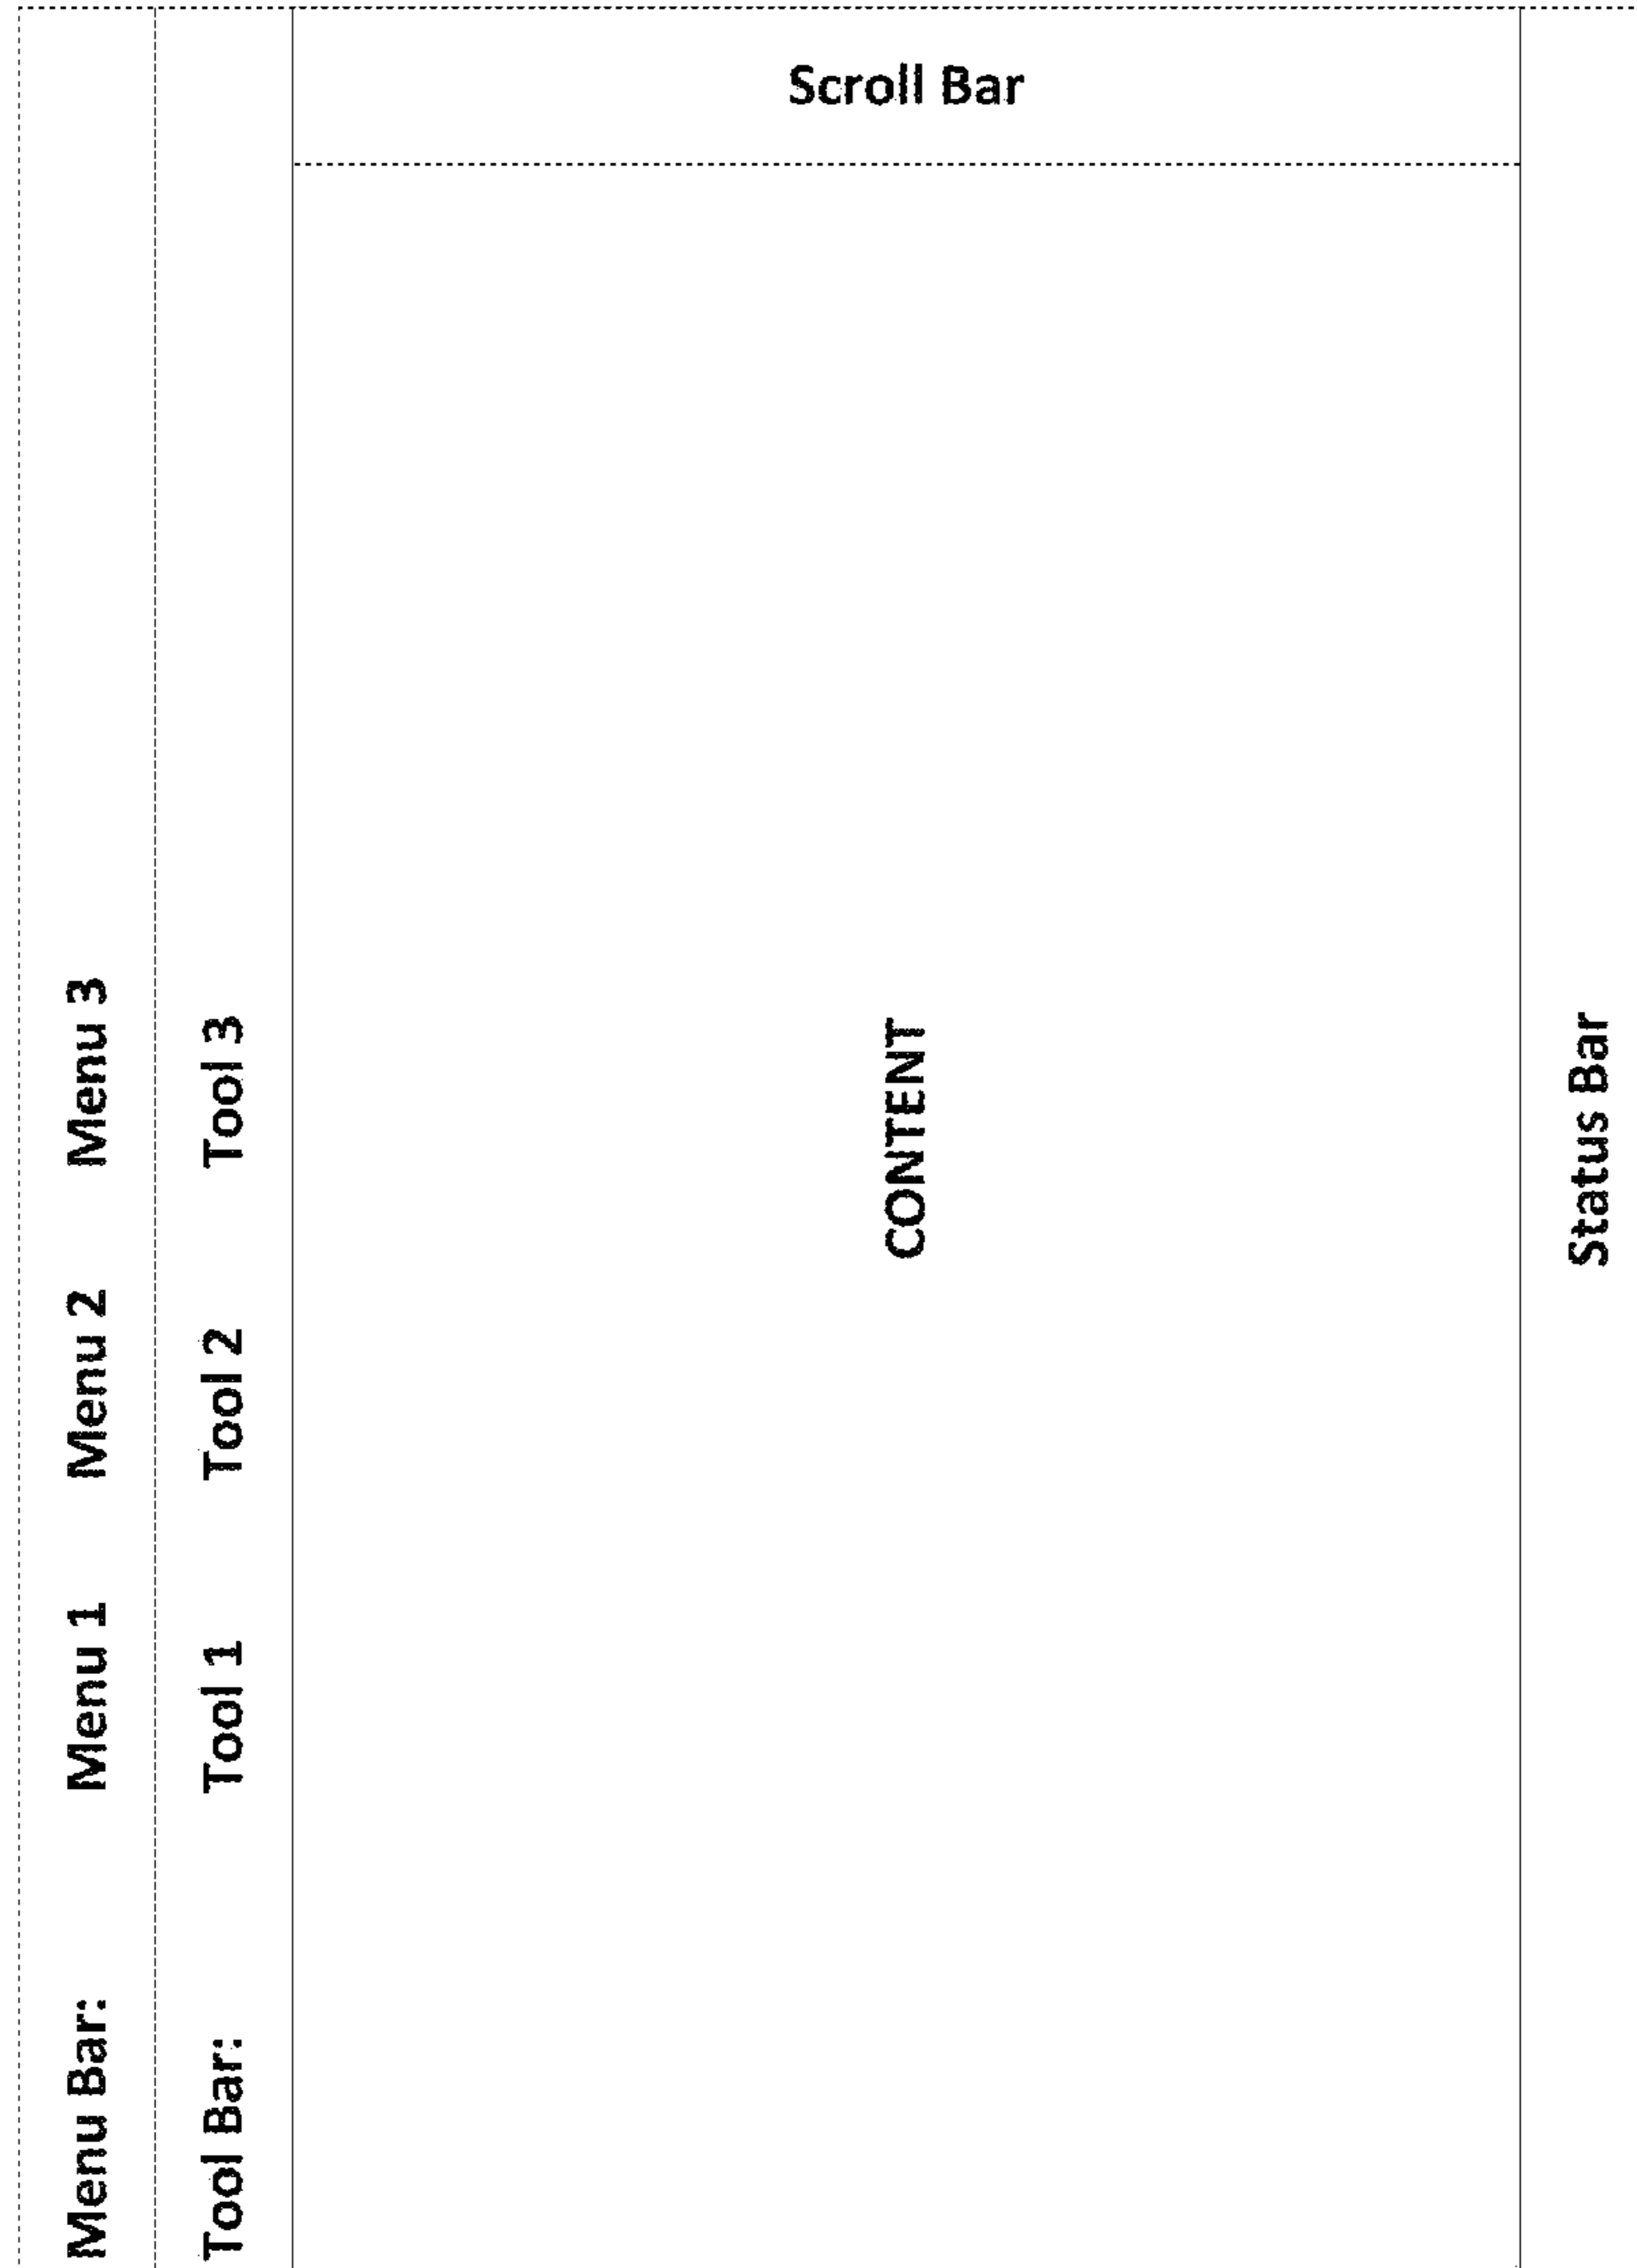 Menu Bar: Menu 1 Menu 2 Menu 3
Tool Bar: Tool 1 Tool 2 Tool 3
Scroll Bar
CONTENT
Status Bar